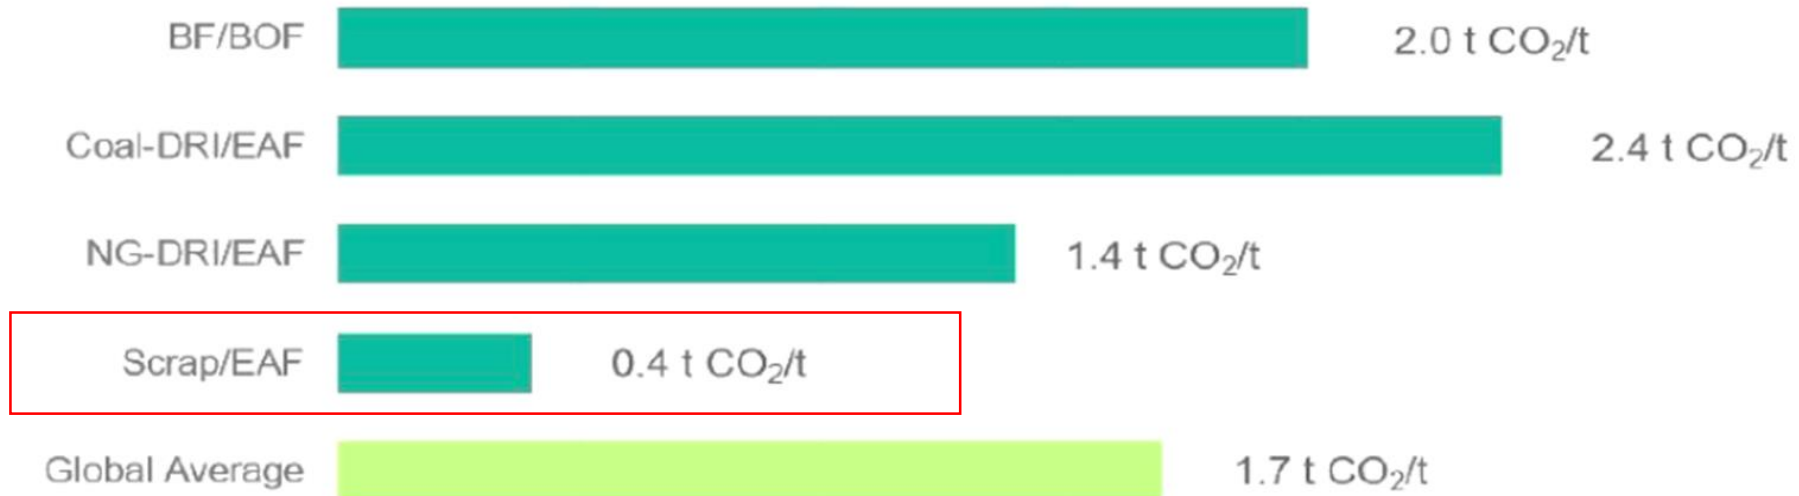 BF/BOF 2.0 t CO₂/t
Coal-DRI/EAF 2.4 t CO₂/t
NG-DRI/EAF 1.4 t CO₂/t
Scrap/EAF 0.4 t CO₂/t
Global Average 1.7 t CO₂/t